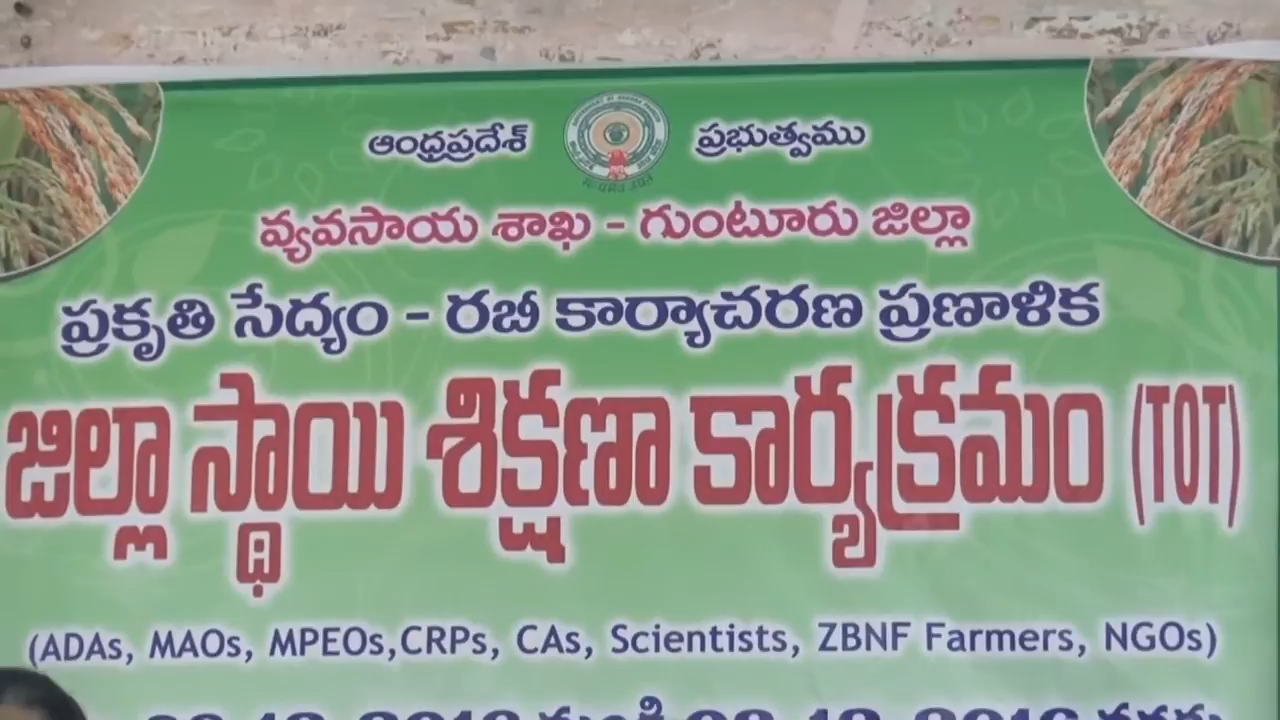 ఆంధ్రప్రదేశ్ ప్రభుత్వము
వ్యవసాయ శాఖ - గుంటూరు జిల్లా
ప్రకృతి సేద్యం - రబీ కార్యాచరణ ప్రణాళిక
జిల్లా స్థాయి శిక్షణా కార్యక్రమం (TOT)
(ADAs, MAOs, MPEOs,CRPs, CAs, Scientists, ZBNF Farmers, NGOs)